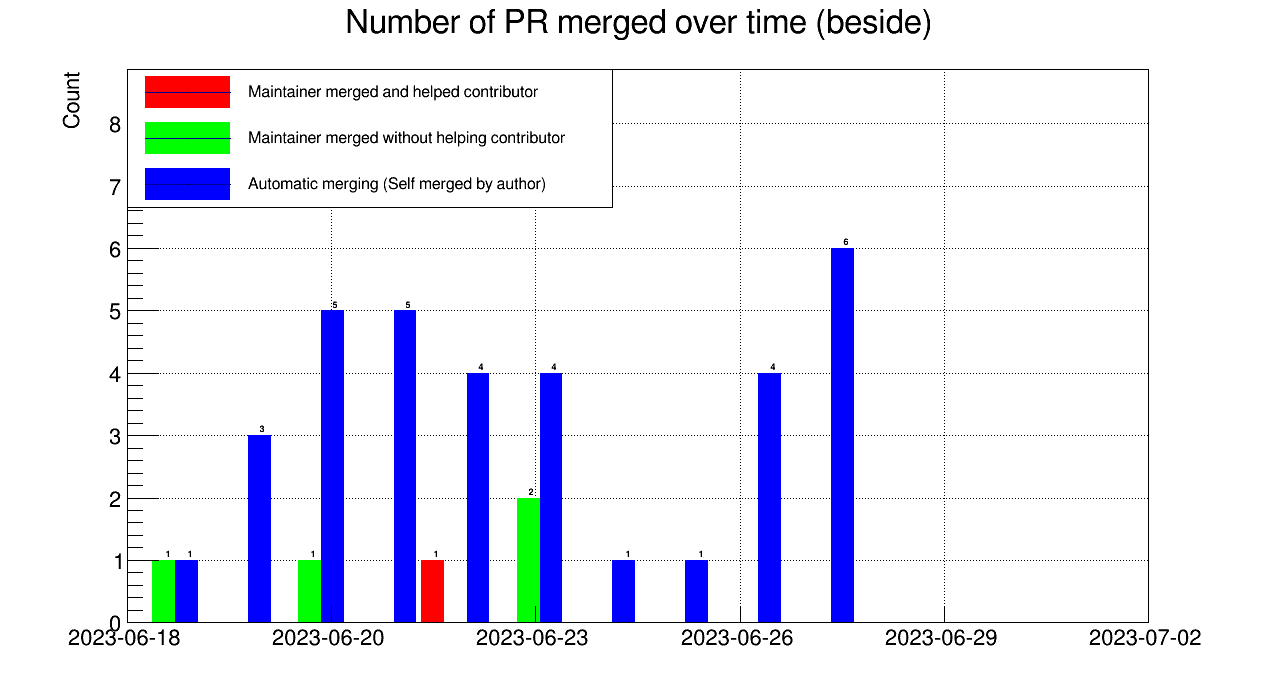 Number of PR merged over time (beside)
Count
Maintainer merged and helped contributor
Maintainer merged without helping contributor
Automatic merging (Self merged by author)
8
7
6
5
4
3
2
1
0
1 1 3 1 5 5 1 4 2 4 1 1 4 6
2023-06-18 2023-06-20 2023-06-23 2023-06-26 2023-06-29 2023-07-02